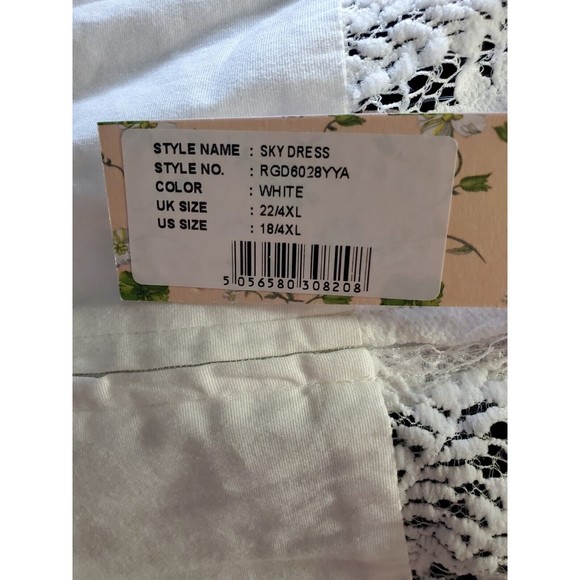 STYLE NAME : SKY DRESS
STYLE NO. : RGD6028YYA
COLOR : WHITE
UK SIZE : 22/4XL
US SIZE : 18/4XL
5 056580 308208